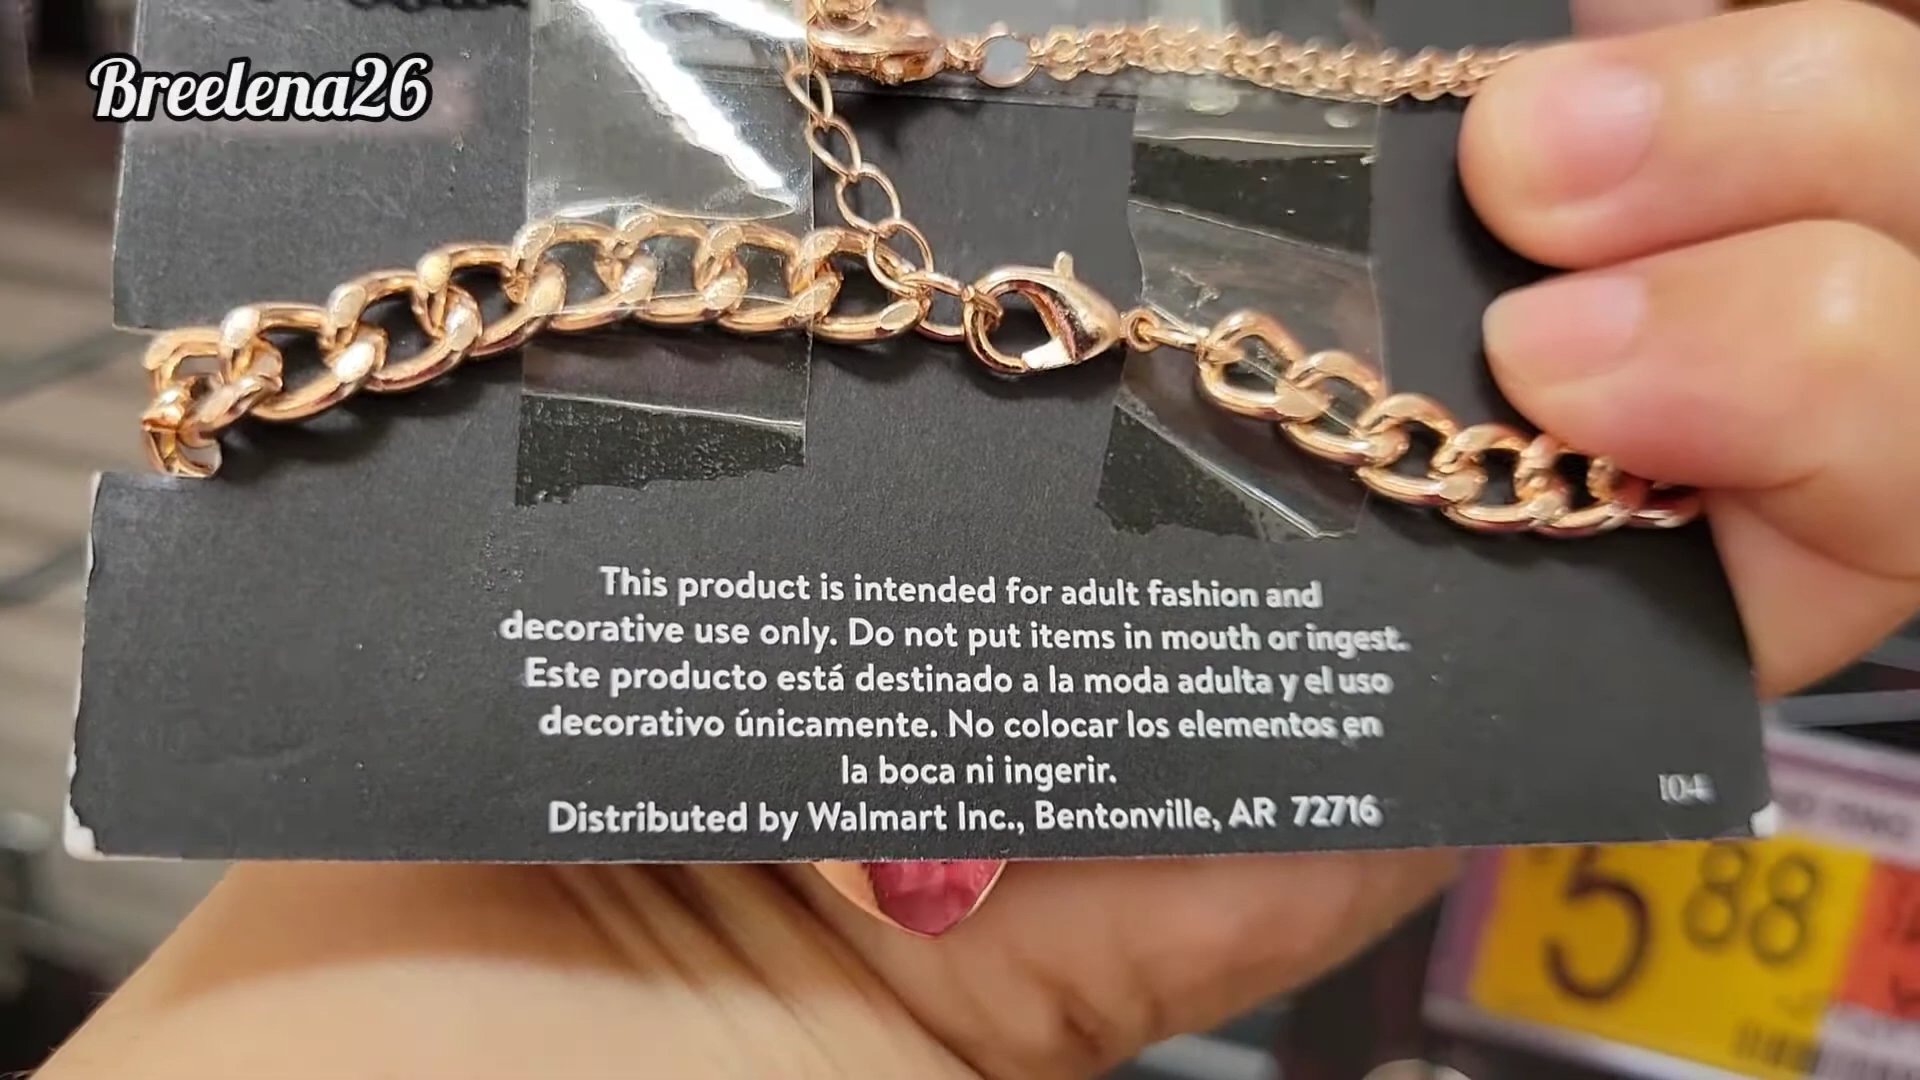 Breelena26
This product is intended for adult fashion and
decorative use only. Do not put items in mouth or ingest.
Este producto está destinado a la moda adulta y el uso
decorativo únicamente. No colocar los elementos en
la boca ni ingerir.
Distributed by Walmart Inc., Bentonville, AR 72716
104
5 88